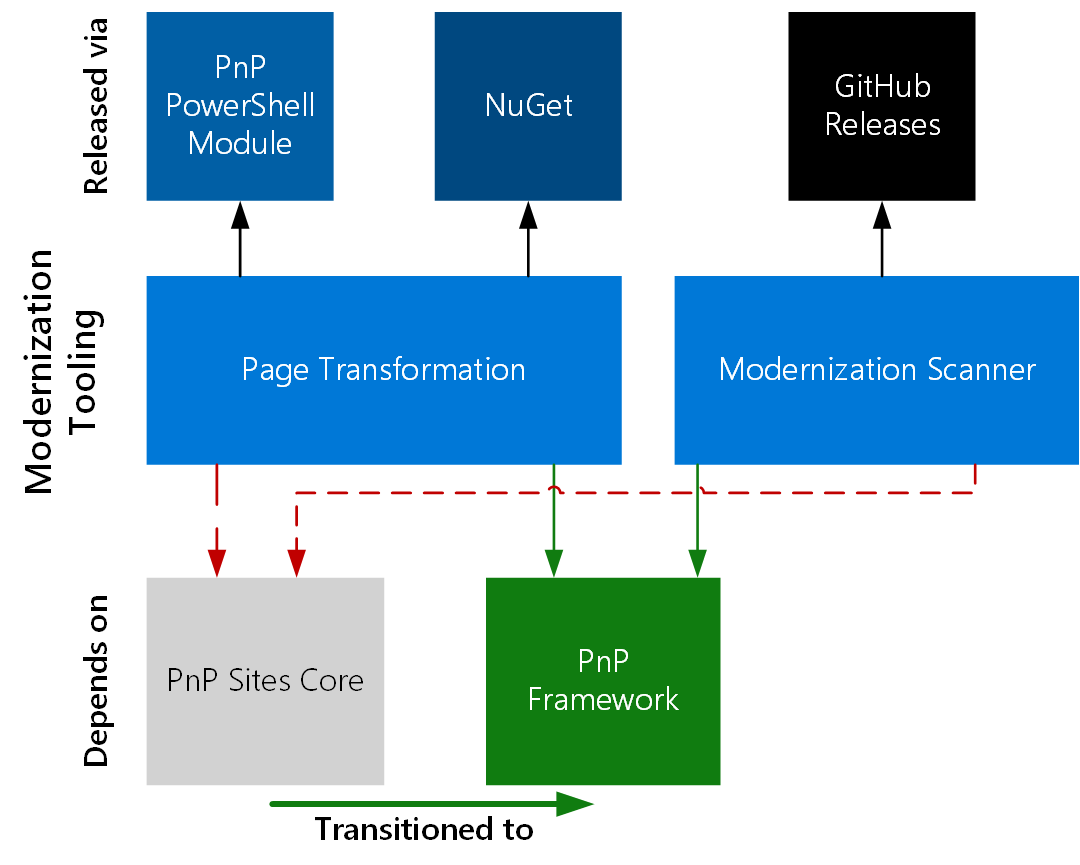 Released via
PnP
PowerShell
Module
NuGet
GitHub
Releases
Modernization
Tooling
Page Transformation
Modernization Scanner
Depends on
PnP Sites Core
PnP
Framework
Transitioned to